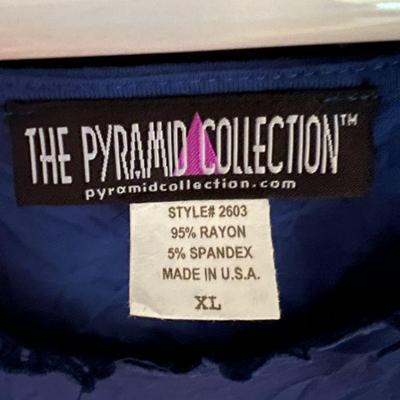 THE PYRAMID COLLECTION™
pyramidcollection.com
STYLE# 2603
95% RAYON
5% SPANDEX
MADE IN U.S.A.
XL